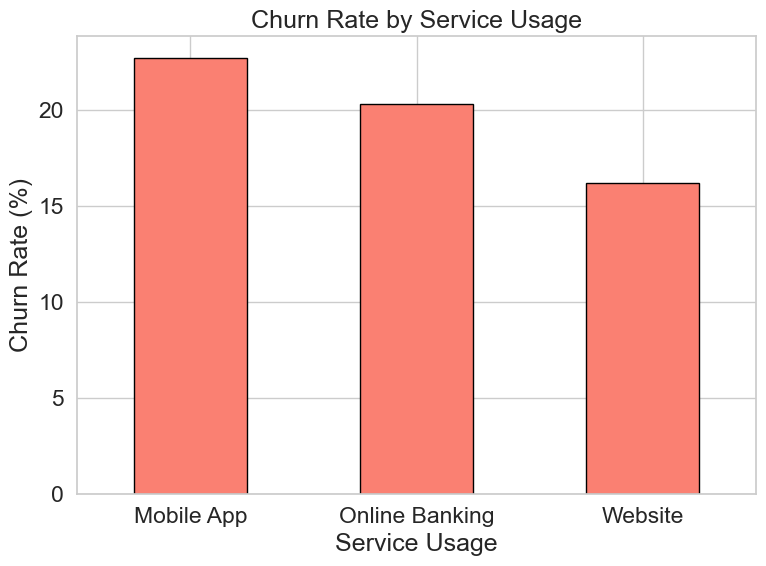 Churn Rate by Service Usage
Churn Rate (%)
20
15
10
5
0
Mobile App
Online Banking
Website
Service Usage